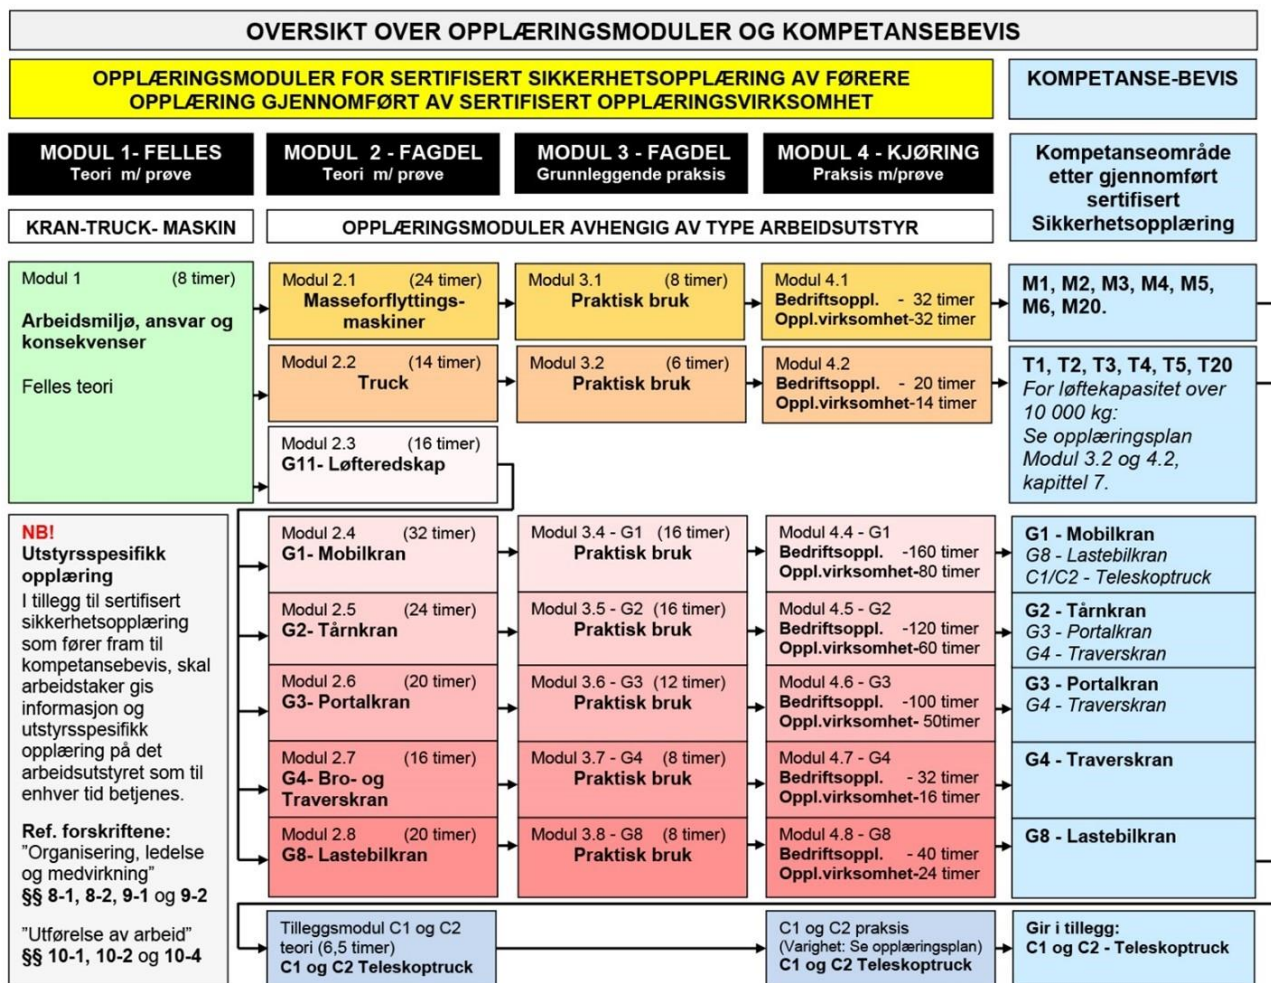 OVERSIKT OVER OPPLÆRINGSMODULER OG KOMPETANSEBEVIS
OPPLÆRINGSMODULER FOR SERTIFISERT SIKKERHETSOPPLÆRING AV FØRERE
OPPLÆRING GJENNOMFØRT AV SERTIFISERT OPPLÆRINGSVIRKSOMHET
KOMPETANSE-BEVIS
MODUL 1- FELLES
Teori m/ prøve
MODUL 2 - FAGDEL
Teori m/ prøve
MODUL 3 - FAGDEL
Grunnleggende praksis
MODUL 4 - KJØRING
Praksis m/prøve
Kompetanseområde
etter gjennomført
sertifisert
Sikkerhetsopplæring
KRAN-TRUCK- MASKIN
OPPLÆRINGSMODULER AVHENGIG AV TYPE ARBEIDSUTSTYR
Modul 1 (8 timer)
Arbeidsmiljø, ansvar og
konsekvenser
Felles teori
Modul 2.1 (24 timer)
Masseforflyttings-
maskiner
Modul 3.1 (8 timer)
Praktisk bruk
Modul 4.1
Bedriftsoppl. - 32 timer
Oppl.virksomhet-32 timer
M1, M2, M3, M4, M5,
M6, M20.
Modul 2.2 (14 timer)
Truck
Modul 3.2 (6 timer)
Praktisk bruk
Modul 4.2
Bedriftsoppl. - 20 timer
Oppl.virksomhet-14 timer
T1, T2, T3, T4, T5, T20
For løftekapasitet over
10 000 kg:
Se opplæringsplan
Modul 3.2 og 4.2,
kapittel 7.
Modul 2.3 (16 timer)
G11- Løfteredskap
NB!
Utstyrsspesifikk
opplæring
I tillegg til sertifisert
sikkerhetsopplæring
som fører fram til
kompetansebevis, skal
arbeidstaker gis
informasjon og
utstyrsspesifikk
opplæring på det
arbeidsutstyret som til
enhver tid betjenes.
Ref. forskriftene:
"Organisering, ledelse
og medvirkning"
§§ 8-1, 8-2, 9-1 og 9-2
"Utførelse av arbeid"
§§ 10-1, 10-2 og 10-4
Modul 2.4 (32 timer)
G1- Mobilkran
Modul 3.4 - G1 (16 timer)
Praktisk bruk
Modul 4.4 - G1
Bedriftsoppl. -160 timer
Oppl.virksomhet-80 timer
G1 - Mobilkran
G8 - Lastebilkran
C1/C2 - Teleskoptruck
Modul 2.5 (24 timer)
G2- Tårnkran
Modul 3.5 - G2 (16 timer)
Praktisk bruk
Modul 4.5 - G2
Bedriftsoppl. -120 timer
Oppl.virksomhet-60 timer
G2 - Tårnkran
G3 - Portalkran
G4 - Traverskran
Modul 2.6 (20 timer)
G3- Portalkran
Modul 3.6 - G3 (12 timer)
Praktisk bruk
Modul 4.6 - G3
Bedriftsoppl. -100 timer
Oppl.virksomhet- 50timer
G3 - Portalkran
G4 - Traverskran
Modul 2.7 (16 timer)
G4- Bro- og
Traverskran
Modul 3.7 - G4 (8 timer)
Praktisk bruk
Modul 4.7 - G4
Bedriftsoppl. - 32 timer
Oppl.virksomhet-16 timer
G4 - Traverskran
Modul 2.8 (20 timer)
G8- Lastebilkran
Modul 3.8 - G8 (8 timer)
Praktisk bruk
Modul 4.8 - G8
Bedriftsoppl. - 40 timer
Oppl.virksomhet-24 timer
G8 - Lastebilkran
Tilleggsmodul C1 og C2
teori (6,5 timer)
C1 og C2 Teleskoptruck
C1 og C2 praksis
(Varighet: Se opplæringsplan)
C1 og C2 Teleskoptruck
Gir i tillegg:
C1 og C2 - Teleskoptruck